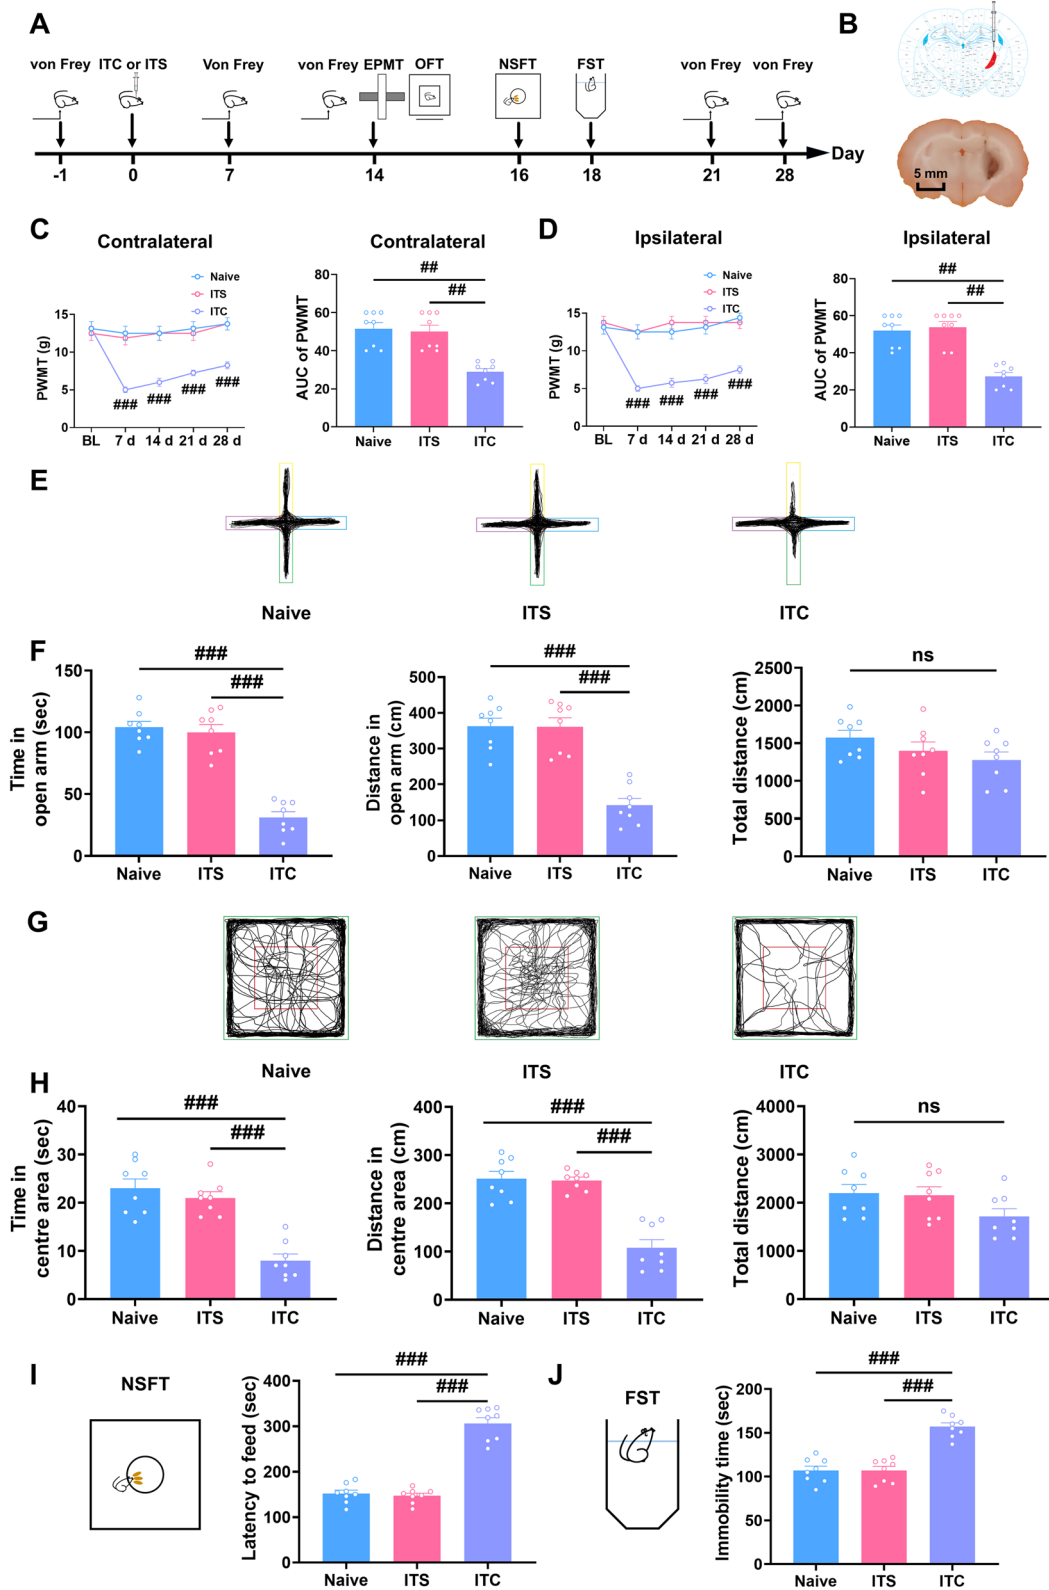 A
B
von Frey ITC or ITS Von Frey von Frey EPMT OFT NSFT FST von Frey von Frey
Day
-1 0 7 14 16 18 21 28
5 mm
C
Contralateral
Naive
ITS
ITC
PWMT (g)
15
10
5
0
### ### ### ###
BL 7 d 14 d 21 d 28 d
Contralateral
##
##
AUC of PWMT
80
60
40
20
0
Naive ITS ITC
D
Ipsilateral
Naive
ITS
ITC
PWMT (g)
15
10
5
0
### ### ### ###
BL 7 d 14 d 21 d 28 d
Ipsilateral
##
##
AUC of PWMT
80
60
40
20
0
Naive ITS ITC
E
Naive ITS ITC
F
###
###
Time in
open arm (sec)
150
100
50
0
Naive ITS ITC
###
###
Distance in
open arm (cm)
500
400
300
200
100
0
Naive ITS ITC
ns
Total distance (cm)
2500
2000
1500
1000
500
0
Naive ITS ITC
G
Naive ITS ITC
H
###
###
Time in
centre area (sec)
40
30
20
10
0
Naive ITS ITC
###
###
Distance in
centre area (cm)
400
300
200
100
0
Naive ITS ITC
ns
Total distance (cm)
4000
3000
2000
1000
0
Naive ITS ITC
I
NSFT
###
###
Latency to feed (sec)
400
300
200
100
0
Naive ITS ITC
J
FST
###
###
Immobility time (sec)
200
150
100
50
0
Naive ITS ITC